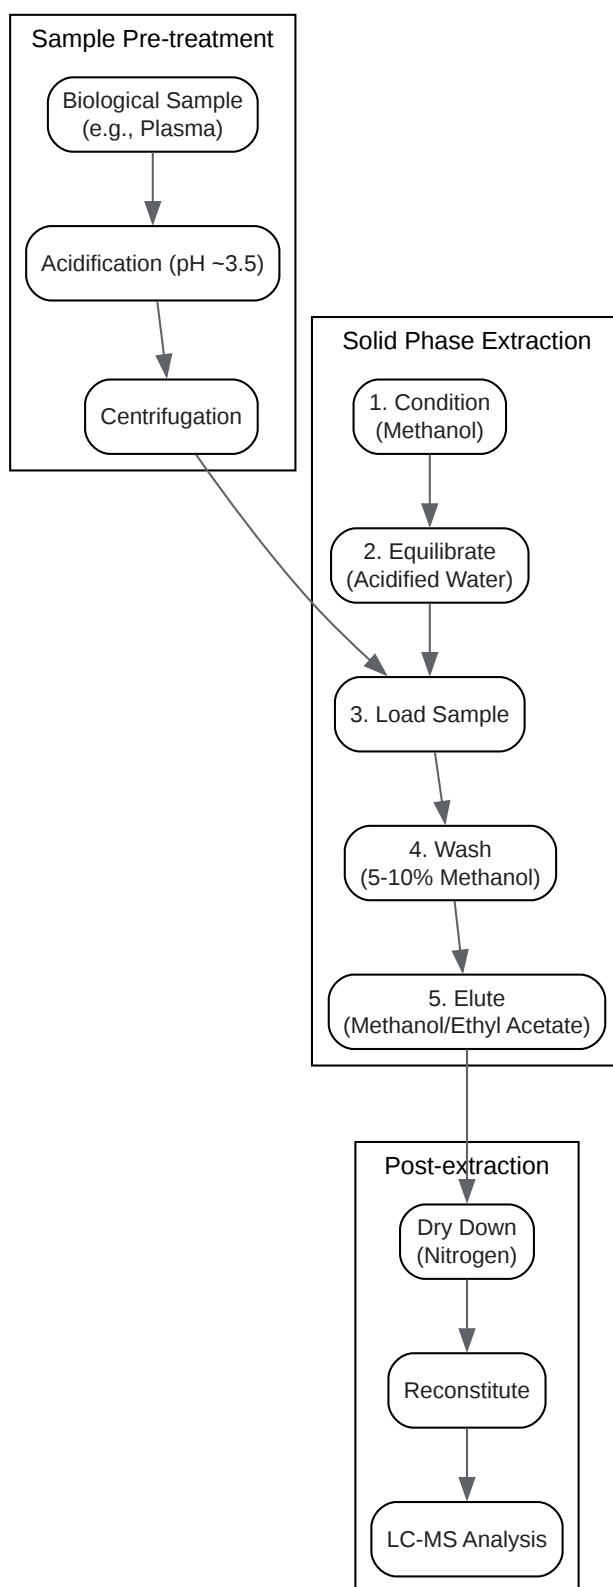 Sample Pre-treatment
Biological Sample
(e.g., Plasma)
Acidification (pH ~3.5)
Centrifugation
Solid Phase Extraction
1. Condition
(Methanol)
2. Equilibrate
(Acidified Water)
3. Load Sample
4. Wash
(5-10% Methanol)
5. Elute
(Methanol/Ethyl Acetate)
Post-extraction
Dry Down
(Nitrogen)
Reconstitute
LC-MS Analysis